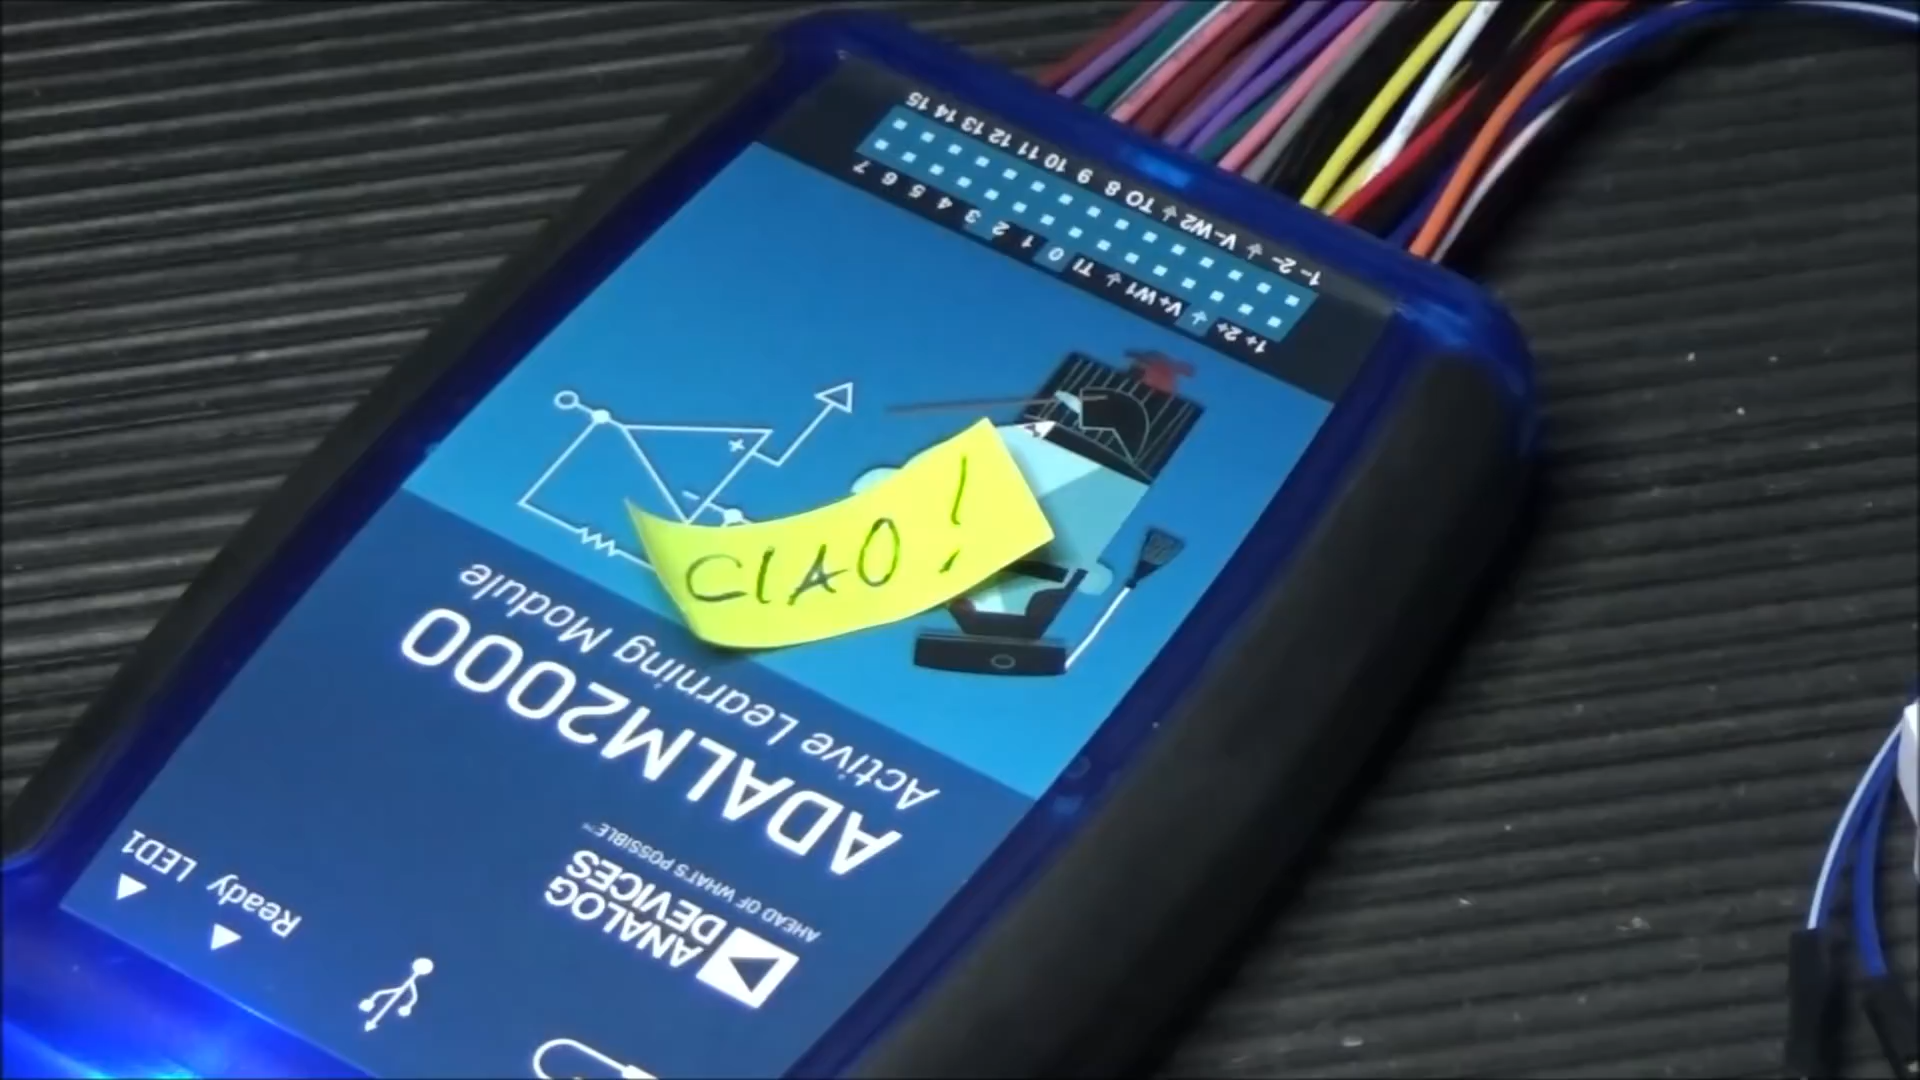 CIAO!
ANALOG
DEVICES
AHEAD OF WHAT'S POSSIBLE™
ADALM2000
Active Learning Module
Ready
LED1
1+ 2+ ↓ V+ W1 ↓ TI 0 1 2 3 4 5 6 7
1- 2- ↓ V- W2 ↓ TO 8 9 10 11 12 13 14 15
+
-